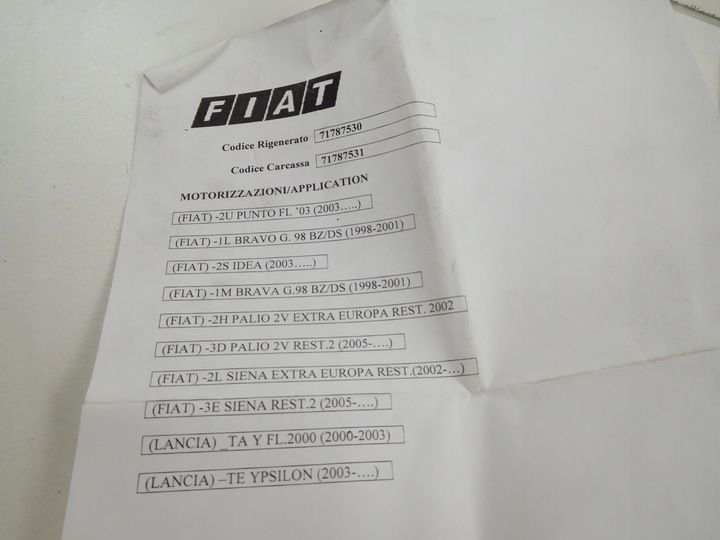 FIAT
Codice Rigenerato 71787530
Codice Carcassa 71787531
MOTORIZZAZIONI/APPLICATION
(FIAT) -2U PUNTO FL '03 (2003…..)
(FIAT) -1L BRAVO G. 98 BZ/DS (1998-2001)
(FIAT) -2S IDEA (2003…..)
(FIAT) -1M BRAVA G.98 BZ/DS (1998-2001)
(FIAT) -2H PALIO 2V EXTRA EUROPA REST. 2002
(FIAT) -3D PALIO 2V REST.2 (2005-….)
(FIAT) -2L SIENA EXTRA EUROPA REST.(2002-…)
(FIAT) -3E SIENA REST.2 (2005-….)
(LANCIA) _TA Y FL.2000 (2000-2003)
(LANCIA) –TE YPSILON (2003-….)